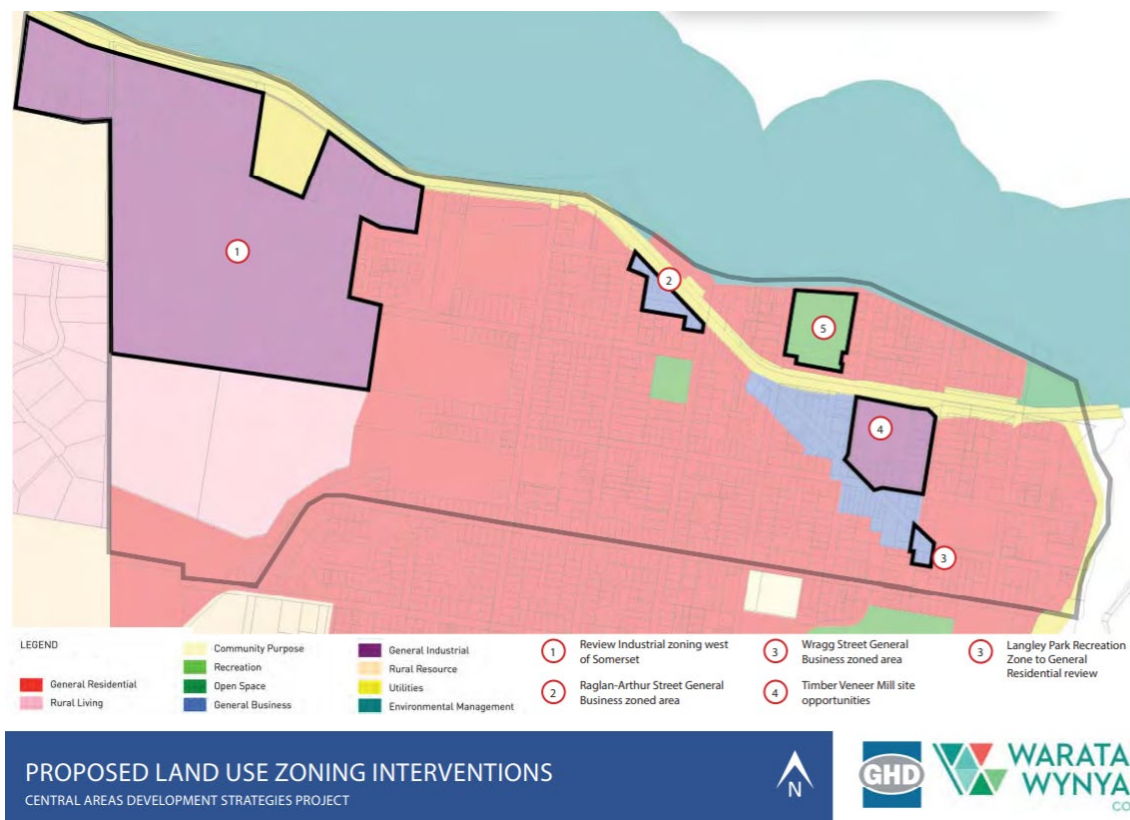 1
2
5
4
3
LEGEND
General Residential
Rural Living
Community Purpose
Recreation
Open Space
General Business
General Industrial
Rural Resource
Utilities
Environmental Management
1 Review Industrial zoning west
of Somerset
2 Raglan-Arthur Street General
Business zoned area
3 Wragg Street General
Business zoned area
4 Timber Veneer Mill site
opportunities
3 Langley Park Recreation
Zone to General
Residential review
PROPOSED LAND USE ZONING INTERVENTIONS
CENTRAL AREAS DEVELOPMENT STRATEGIES PROJECT
N
GHD
WARATA
WYNYA
CO